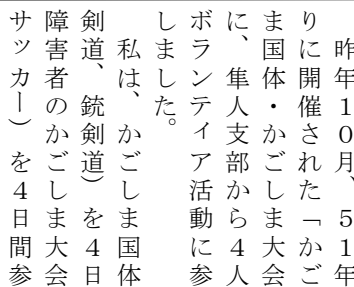 昨年１０月、５１年
りに開催された「かご
ま国体・かごしま大会
に、隼人支部から４人
ボランティア活動に参
しました。
　私は、かごしま国体
剣道、銃剣道）を４日
障害者のかごしま大会
サッカー）を４日間参